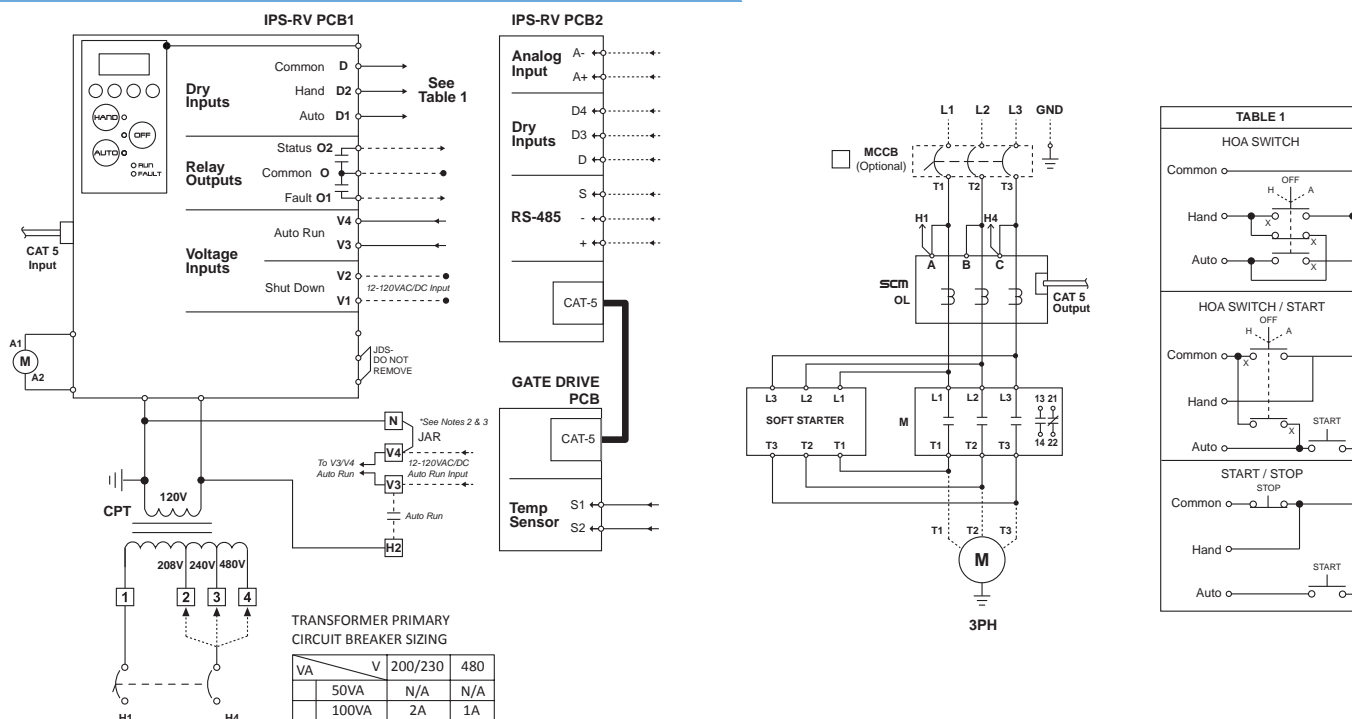 IPS-RV PCB1
HAND
OFF
AUTO
RUN
FAULT
Dry
Inputs
Common D
Hand D2
Auto D1
See
Table 1
Relay
Outputs
Status O2
Common O
Fault O1
Voltage
Inputs
Auto Run
V4
V3
Shut Down
V2
12-120VAC/DC Input
V1
CAT 5
Input
A1
M
A2
JDS-
DO NOT
REMOVE
N
*See Notes 2 & 3
JAR
V4
To V3/V4
Auto Run
12-120VAC/DC
Auto Run Input
V3
Auto Run
H2
CPT
120V
208V 240V 480V
1 2 3 4
H1 H4
TRANSFORMER PRIMARY
CIRCUIT BREAKER SIZING
VA V 200/230 480
50VA N/A N/A
100VA 2A 1A
IPS-RV PCB2
Analog
Input
A-
A+
Dry
Inputs
D4
D3
D
RS-485
S
-
+
CAT-5
GATE DRIVE
PCB
CAT-5
Temp
Sensor
S1
S2
L1 L2 L3 GND
MCCB
(Optional)
T1 T2 T3
H1 H4
A B C
SCM
OL
CAT 5
Output
L3 L2 L1
SOFT STARTER
T3 T2 T1
M
L1 L2 L3
13 21
14 22
T1 T2 T3
T1 T2 T3
M
3PH
TABLE 1
HOA SWITCH
Common
OFF
H A
Hand
X
X
Auto
X
HOA SWITCH / START
OFF
H A
Common
X
Hand
START
X
Auto
START / STOP
STOP
Common
Hand
START
Auto